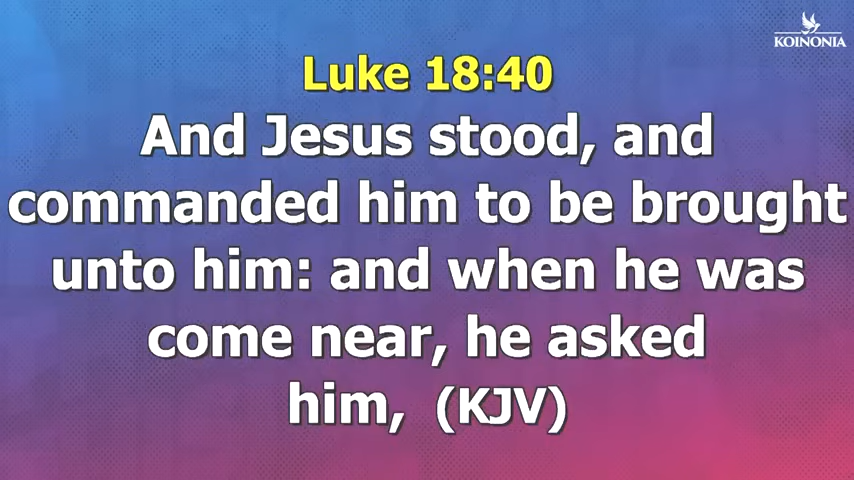 KOINONIA
Luke 18:40
And Jesus stood, and
commanded him to be brought
unto him: and when he was
come near, he asked
him, (KJV)